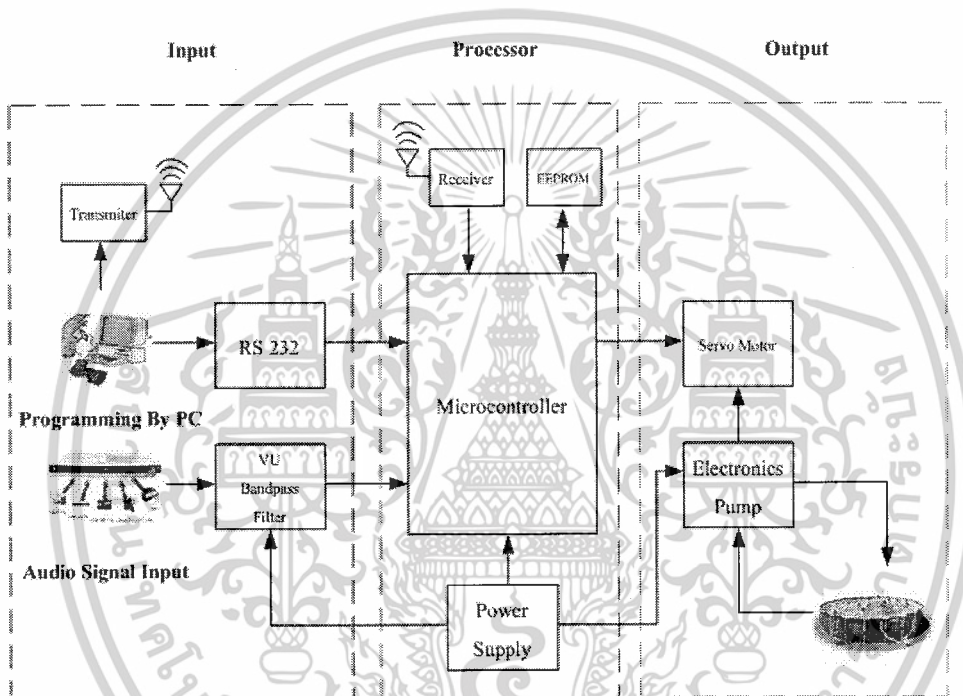 Input
Processor
Output
Transmiter
Receiver
EEPROM
RS 232
Microcontroller
Servo Motor
Programming By PC
VU
Bandpass
Filter
Electronics
Pump
Audio Signal Input
Power
Supply